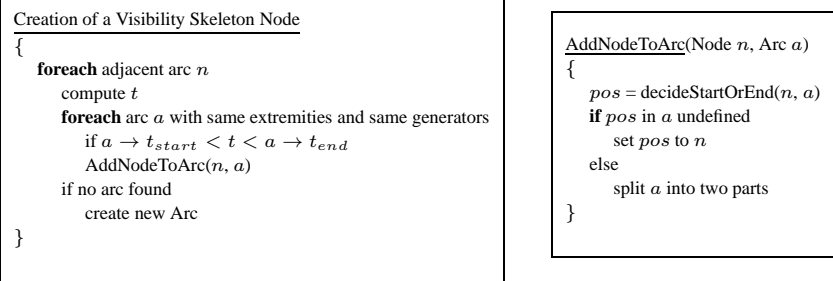 Creation of a Visibility Skeleton Node
{
foreach adjacent arc n
compute t
foreach arc a with same extremities and same generators
if a → t_start < t < a → t_end
AddNodeToArc(n, a)
if no arc found
create new Arc
}
AddNodeToArc(Node n, Arc a)
{
pos = decideStartOrEnd(n, a)
if pos in a undefined
set pos to n
else
split a into two parts
}